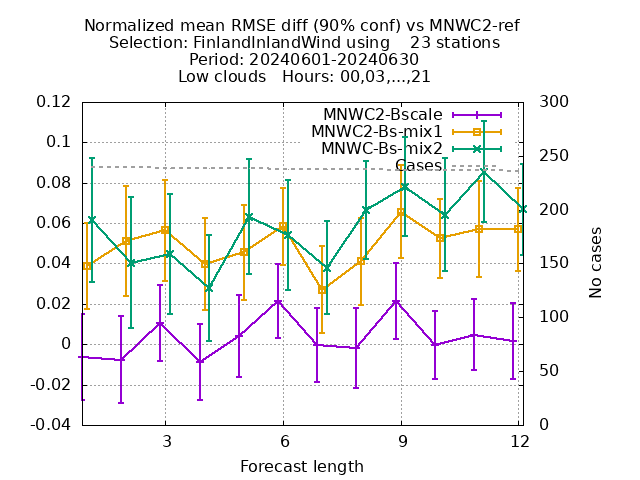 Normalized mean RMSE diff (90% conf) vs MNWC2-ref
Selection: FinlandInlandWind using    23 stations
Period: 20240601-20240630
Low clouds   Hours: 00,03,...,21
MNWC2-Bscale
MNWC2-Bs-mix1
MNWC-Bs-mix2
Cases
0.12
0.1
0.08
0.06
0.04
0.02
0
-0.02
-0.04
300
250
200
150
100
50
0
No cases
3
6
9
12
Forecast length